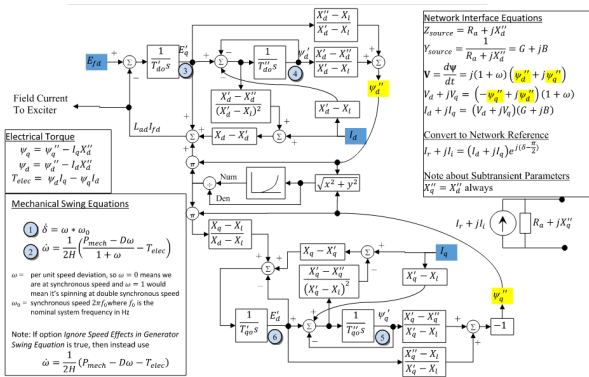 X''_d − X_l
X'_d − X_l
Network Interface Equations
Z_source = R_a + jX''_d
Y_source = 1 / (R_a + jX''_d) = G + jB
V = dψ/dt = j(1 + ω)(ψ''_d + jψ''_q)
V_d + jV_q = (−ψ''_q + jψ''_d)(1 + ω)
I_d + jI_q = (V_d + jV_q)(G + jB)
Convert to Network Reference
I_r + jI_i = (I_d + jI_q)e^{j(δ−π/2)}
Note about Subtransient Parameters
X''_q = X''_d always
I_r + jI_i
R_a + jX''_q
E_fd
+
−
Σ
1
T'_do s
E'_q
3
+
−
Σ
1
T''_do s
ψ'_d
4
X'_d − X''_d
X'_d − X_l
+
+
Σ
ψ''_d
Field Current
To Exciter
X'_d − X''_d
(X'_d − X_l)²
X'_d − X_l
L_ad I_fd
Σ
X_d − X'_d
Σ
I_d
Electrical Torque
ψ_q = ψ''_q − I_q X''_d
ψ_d = ψ''_d − I_d X''_d
T_elec = ψ_d I_q − ψ_q I_d
π
Num
÷
Den
√x² + y²
π
Mechanical Swing Equations
1 δ̇ = ω * ω₀
2 ω̇ = 1/2H ((P_mech − Dω)/(1 + ω) − T_elec)
ω = per unit speed deviation, so ω = 0 means we
are at synchronous speed and ω = 1 would
mean it's spinning at double synchronous speed
ω₀ = synchronous speed 2πf₀ where f₀ is the
nominal system frequency in Hz
Note: If option Ignore Speed Effects in Generator
Swing Equation is true, then instead use
ω̇ = 1/2H (P_mech − Dω − T_elec)
X_q − X_l
X_d − X_l
X_q − X'_q
Σ
I_q
X'_q − X''_q
(X'_q − X_l)²
X'_q − X_l
Σ
1
T'_qo s
E'_d
6
Σ
1
T''_qo s
ψ'_q
5
X'_q − X''_q
X'_q − X_l
Σ
−1
ψ''_q
X''_q − X_l
X'_q − X_l